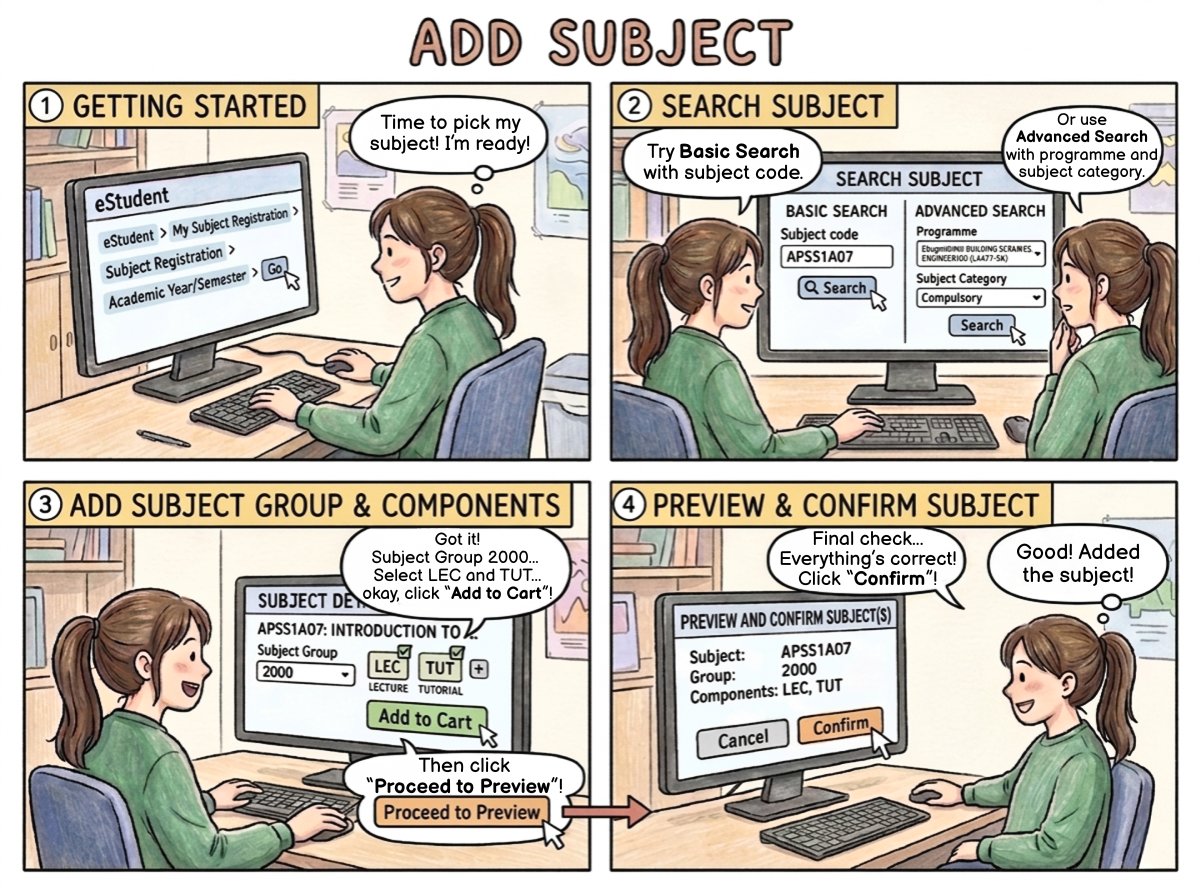 ADD SUBJECT
1 GETTING STARTED
Time to pick my
subject! I'm ready!
eStudent
eStudent > My Subject Registration >
Subject Registration >
Academic Year/Semester > Go
2 SEARCH SUBJECT
Try Basic Search
with subject code.
Or use
Advanced Search
with programme and
subject category.
SEARCH SUBJECT
BASIC SEARCH
Subject code
APSS1A07
Search
ADVANCED SEARCH
Programme
BUILDING
Subject Category
Compulsory
Search
3 ADD SUBJECT GROUP & COMPONENTS
Got it!
Subject Group 2000...
Select LEC and TUT...
okay, click "Add to Cart"!
SUBJECT DE
APSS1A07: INTRODUCTION TO ...
Subject Group
2000
LEC TUT +
LECTURE TUTORIAL
Add to Cart
Then click
"Proceed to Preview"!
Proceed to Preview
4 PREVIEW & CONFIRM SUBJECT
Final check...
Everything's correct!
Click "Confirm"!
Good! Added
the subject!
PREVIEW AND CONFIRM SUBJECT(S)
Subject: APSS1A07
Group: 2000
Components: LEC, TUT
Cancel Confirm